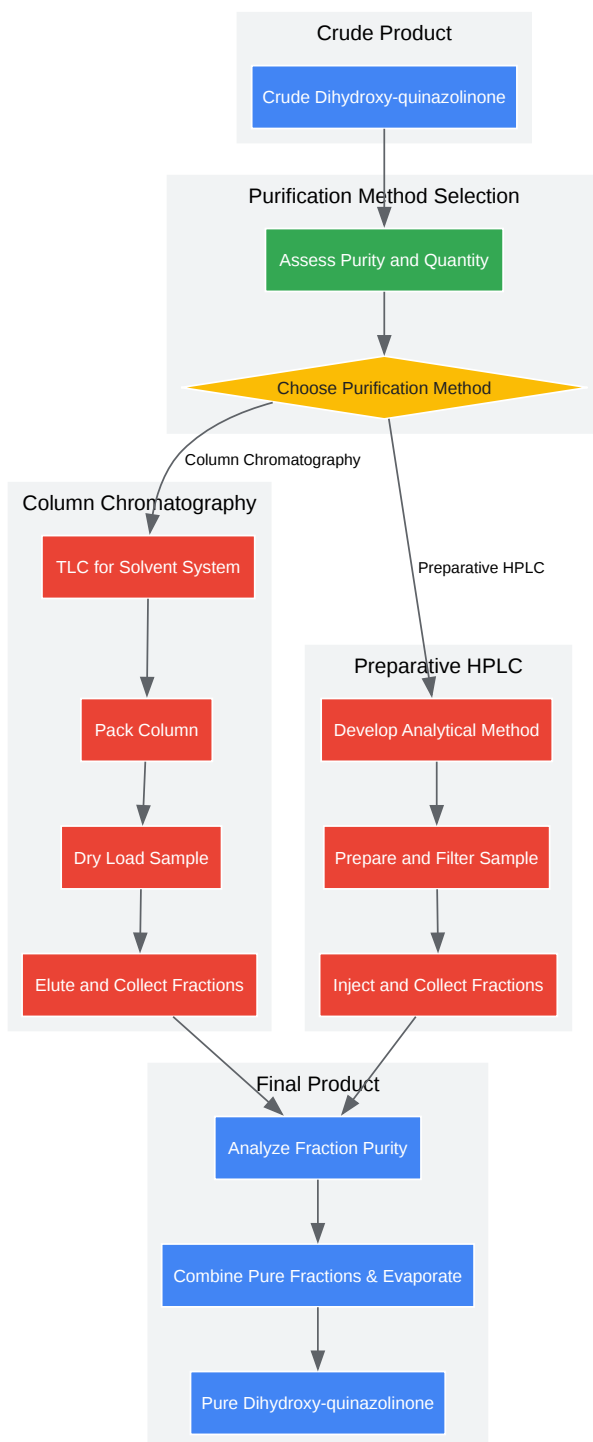 Crude Product
Crude Dihydroxy-quinazolinone
Purification Method Selection
Assess Purity and Quantity
Choose Purification Method
Column Chromatography
Column Chromatography
TLC for Solvent System
Pack Column
Dry Load Sample
Elute and Collect Fractions
Preparative HPLC
Preparative HPLC
Develop Analytical Method
Prepare and Filter Sample
Inject and Collect Fractions
Final Product
Analyze Fraction Purity
Combine Pure Fractions & Evaporate
Pure Dihydroxy-quinazolinone